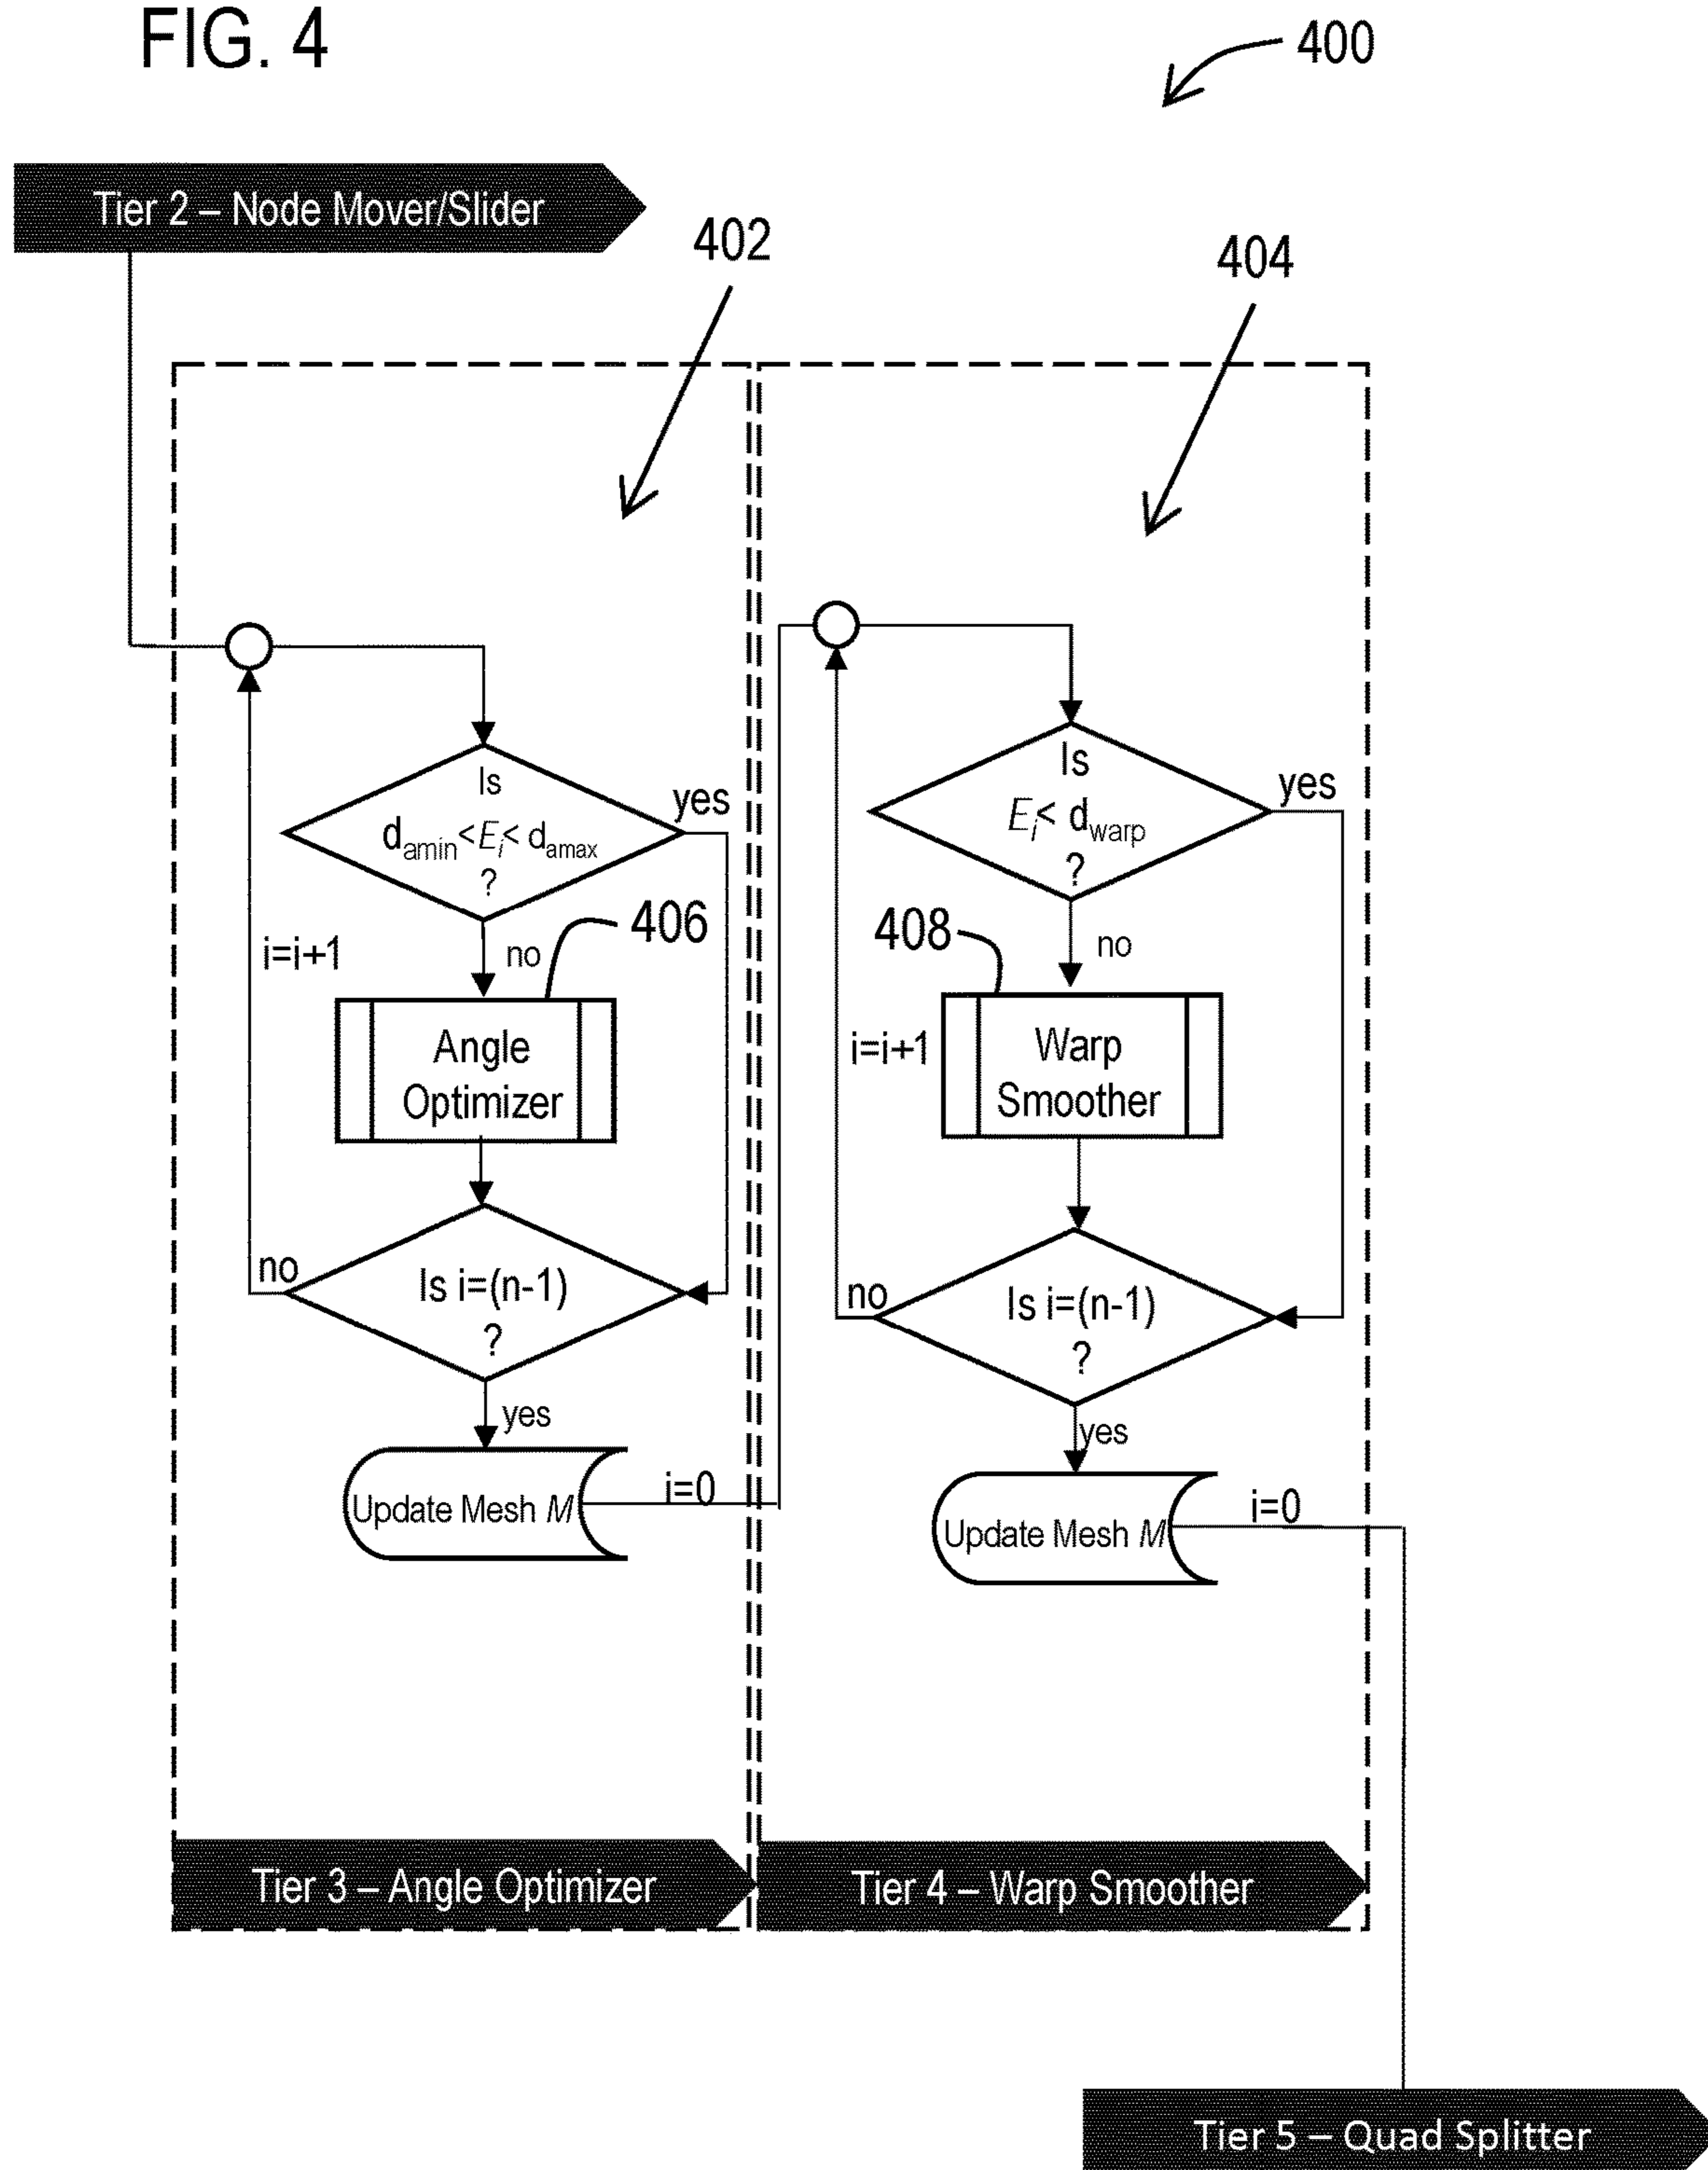 FIG. 4
400
Tier 2 – Node Mover/Slider
402
404
Is
d_amin < E_i < d_amax
?
yes
no
406
i=i+1
Angle
Optimizer
Is i=(n-1)
?
no
yes
Update Mesh M
i=0
Tier 3 – Angle Optimizer
Is
E_i < d_warp
?
yes
no
408
i=i+1
Warp
Smoother
Is i=(n-1)
?
no
yes
Update Mesh M
i=0
Tier 4 – Warp Smoother
Tier 5 – Quad Splitter